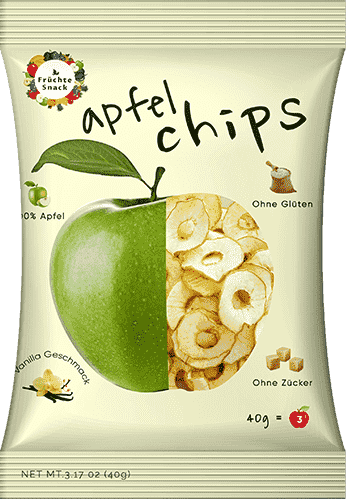 Früchte
Snack
apfel
chips
Ohne Glüten
0% Apfel
Vanilla Geschmack
Ohne Zücker
40g = 3
NET MT.3.17 oz (40g)